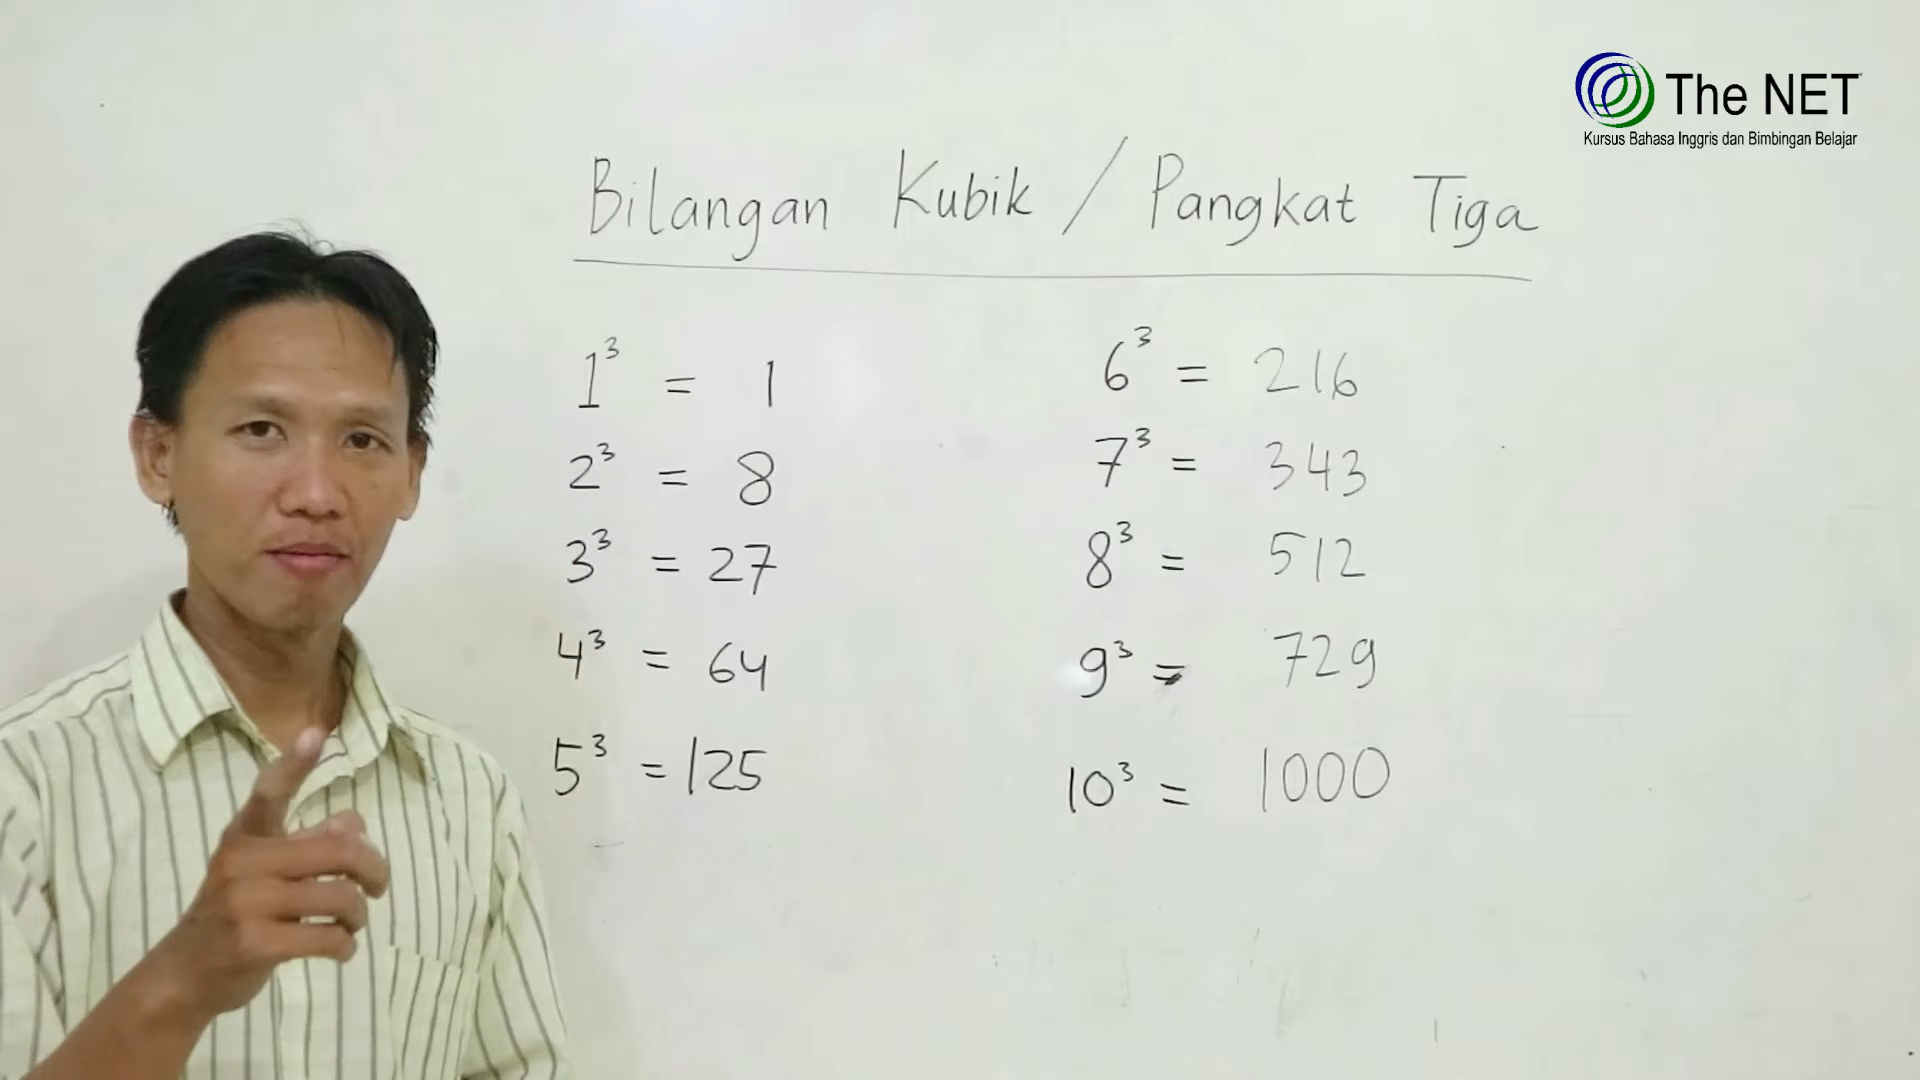 The NET
Kursus Bahasa Inggris dan Bimbingan Belajar
Bilangan Kubik / Pangkat Tiga
1³ = 1
2³ = 8
3³ = 27
4³ = 64
5³ = 125
6³ = 216
7³ = 343
8³ = 512
9³ = 729
10³ = 1000